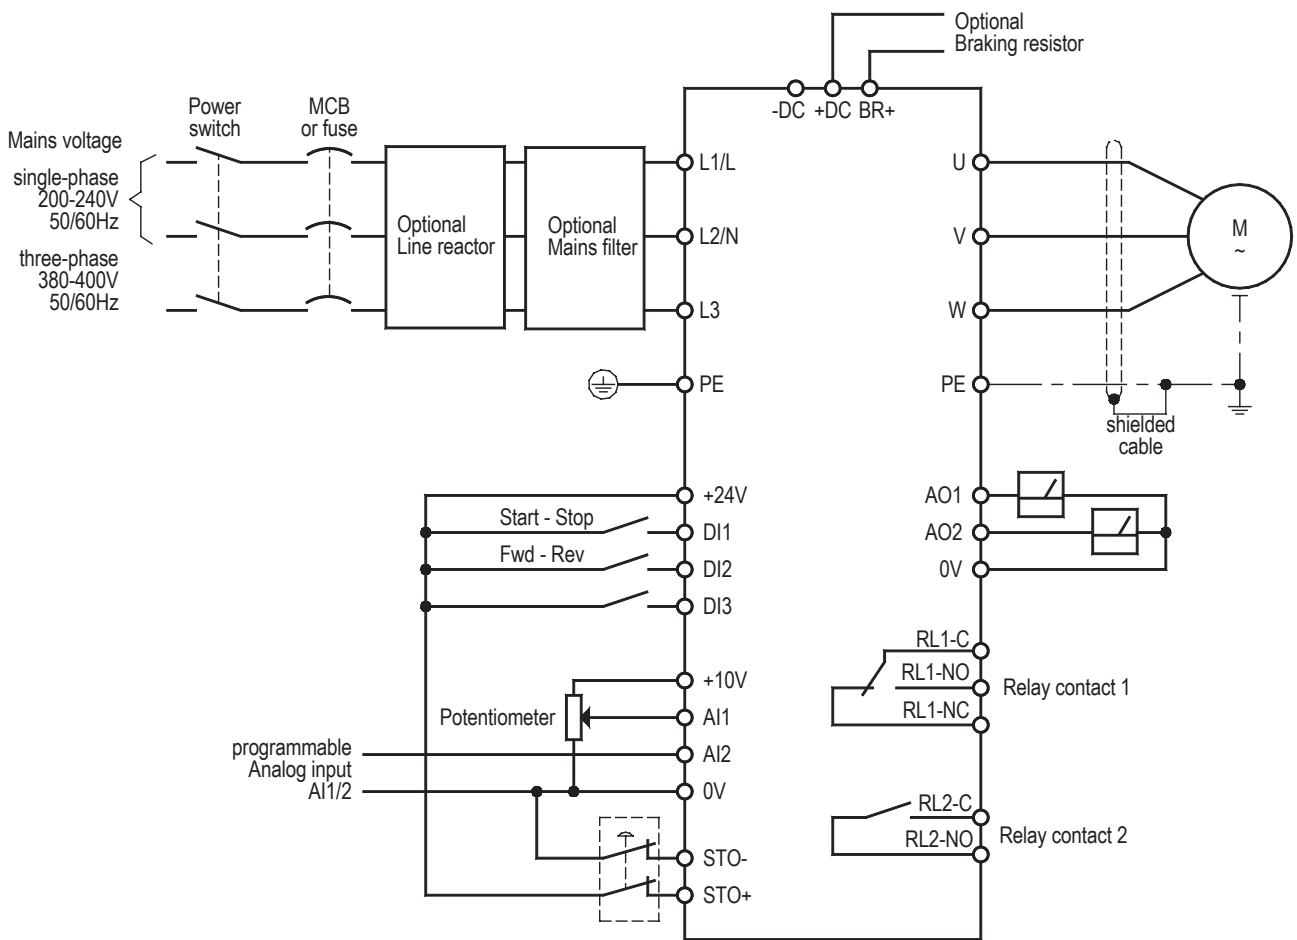 Optional
Braking resistor
-DC +DC BR+
Power
switch
MCB
or fuse
Mains voltage
single-phase
200-240V
50/60Hz
three-phase
380-400V
50/60Hz
Optional
Line reactor
Optional
Mains filter
L1/L
L2/N
L3
PE
U
V
W
PE
M
~
shielded
cable
+24V
Start - Stop
DI1
Fwd - Rev
DI2
DI3
AO1
AO2
0V
+10V
Potentiometer
AI1
programmable
Analog input
AI1/2
AI2
0V
STO-
STO+
RL1-C
RL1-NO
RL1-NC
Relay contact 1
RL2-C
RL2-NO
Relay contact 2